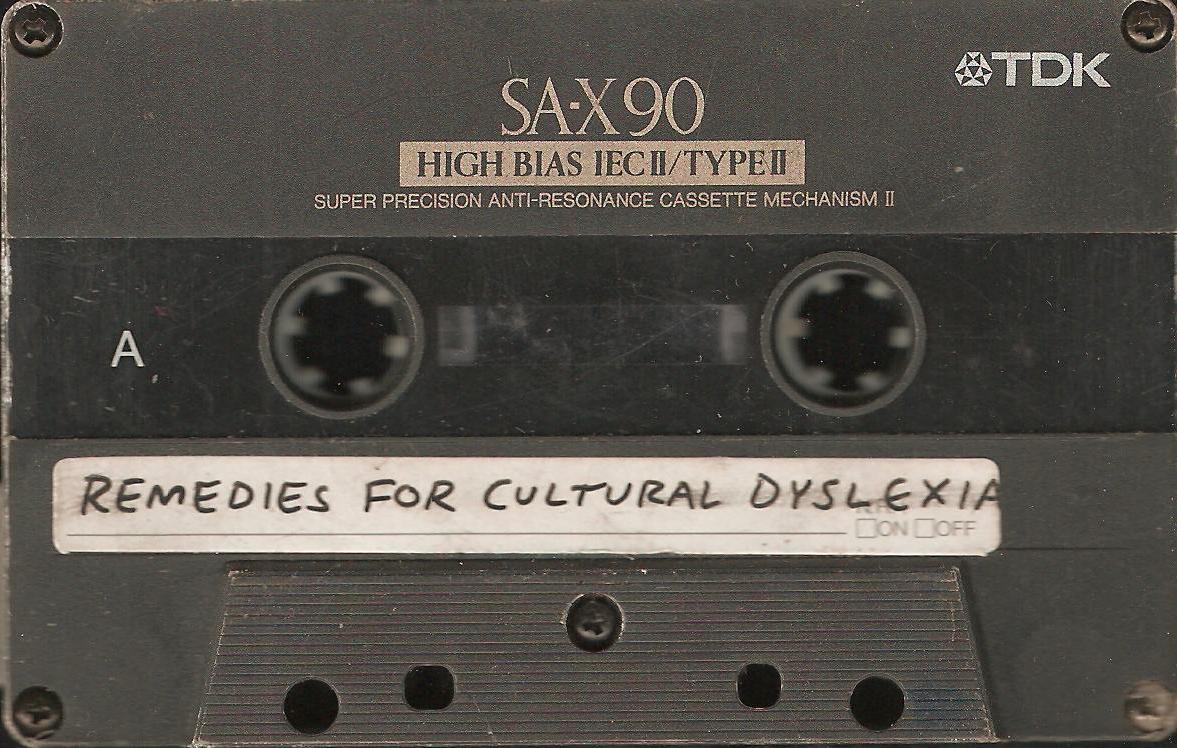 TDK
SA-X 90
HIGH BIAS IEC II/TYPE II
SUPER PRECISION ANTI-RESONANCE CASSETTE MECHANISM II
A
REMEDIES FOR CULTURAL DYSLEXIA
□ON □OFF